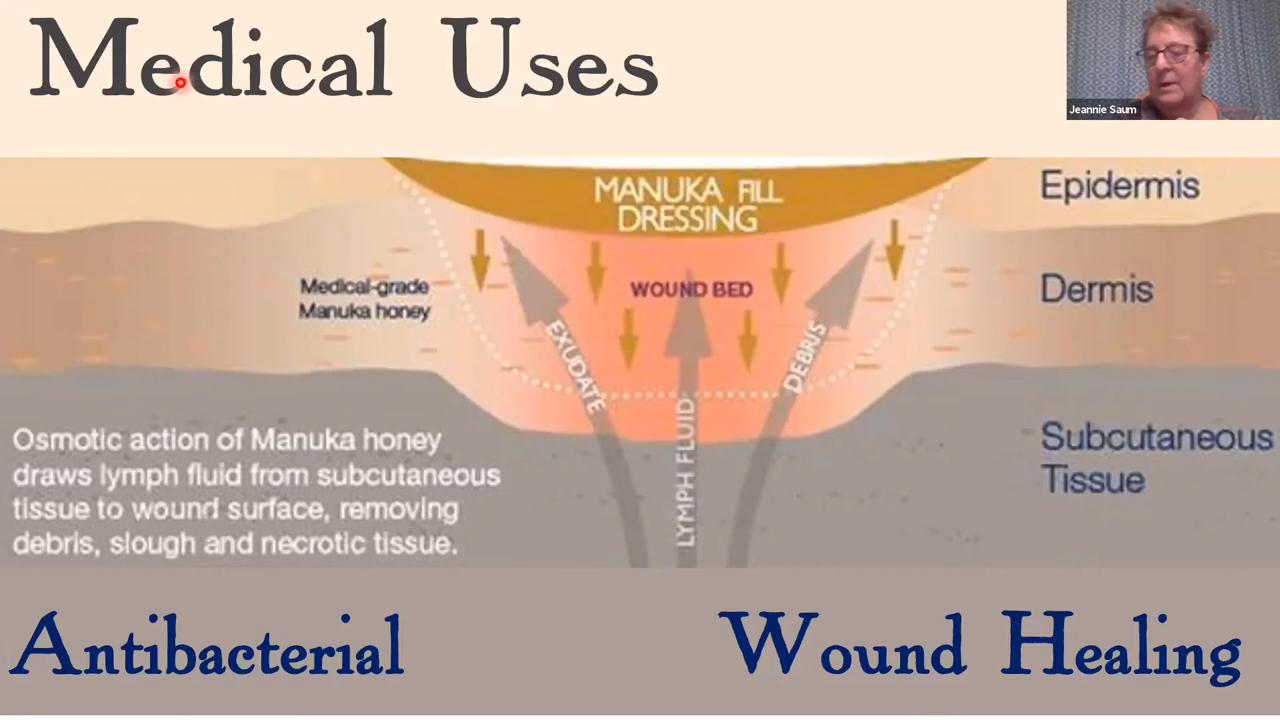 Medical Uses
Jeannie Saum
MANUKA FILL
DRESSING
Epidermis
Medical-grade
Manuka honey
WOUND BED
Dermis
EXUDATE
LYMPH FLUID
DEBRIS
Osmotic action of Manuka honey
draws lymph fluid from subcutaneous
tissue to wound surface, removing
debris, slough and necrotic tissue.
Subcutaneous
Tissue
Antibacterial
Wound Healing